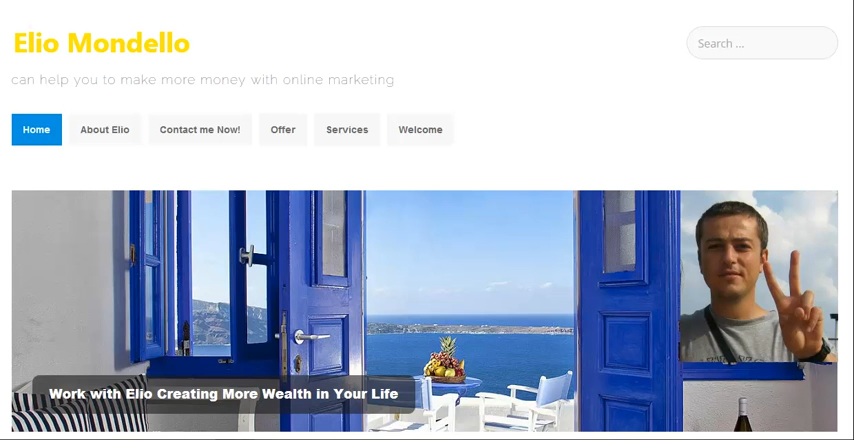 Elio Mondello
Search ...
can help you to make more money with online marketing
Home About Elio Contact me Now! Offer Services Welcome
Work with Elio Creating More Wealth in Your Life